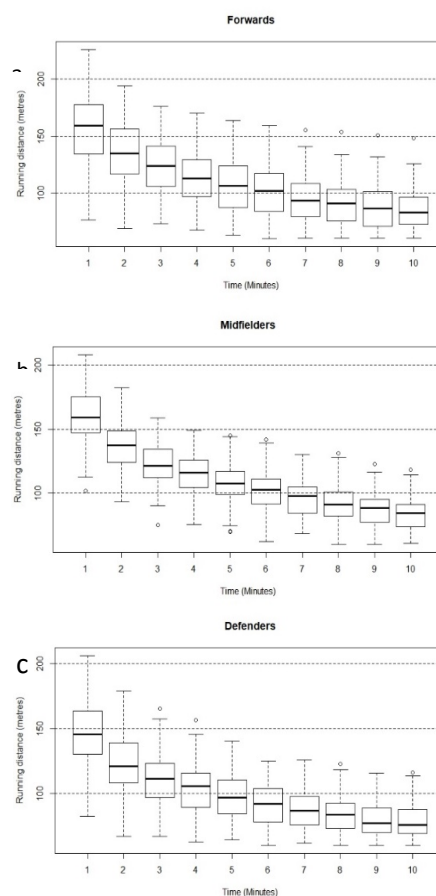 Forwards
Running distance (metres)
200
150
100
1 2 3 4 5 6 7 8 9 10
Time (Minutes)
Midfielders
b
Running distance (metres)
200
150
100
1 2 3 4 5 6 7 8 9 10
Time (Minutes)
Defenders
C
Running distance (metres)
200
150
100
1 2 3 4 5 6 7 8 9 10
Time (Minutes)